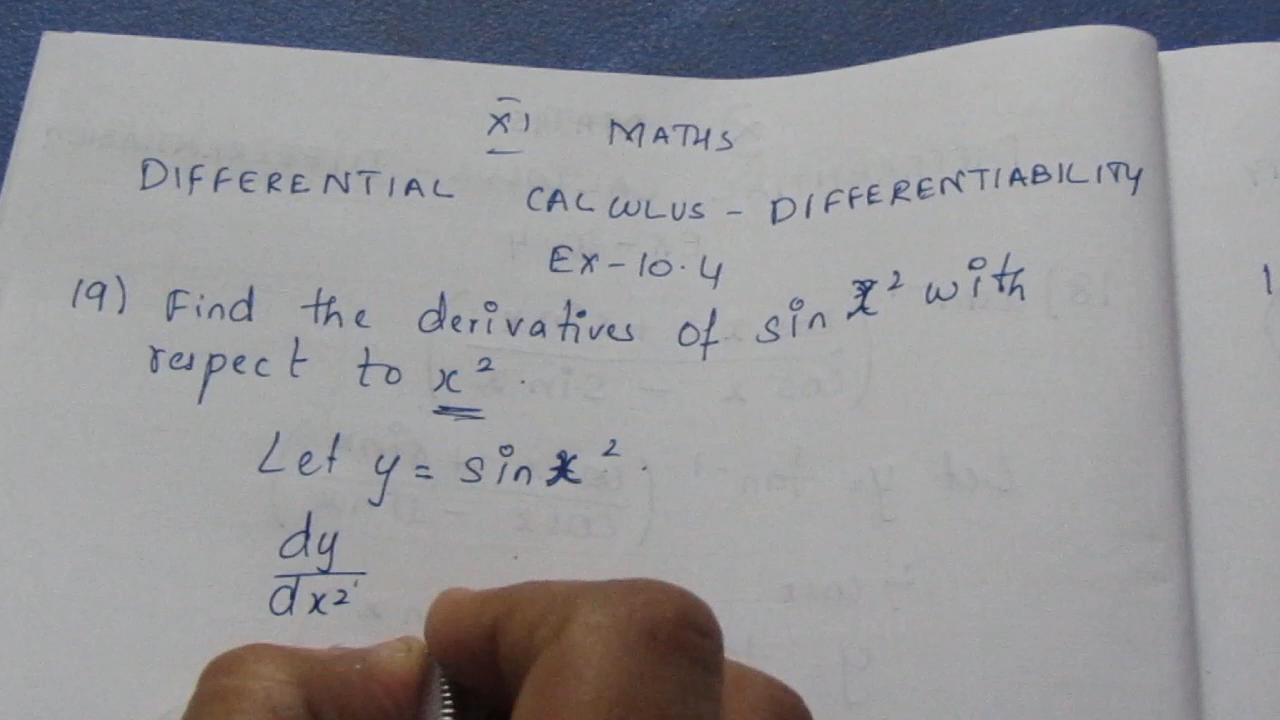 XI MATHS
DIFFERENTIAL CALCULUS - DIFFERENTIABILITY
EX-10.4
19) Find the derivatives of sin x² with
respect to x².
Let y = sin x².
dy
dx²